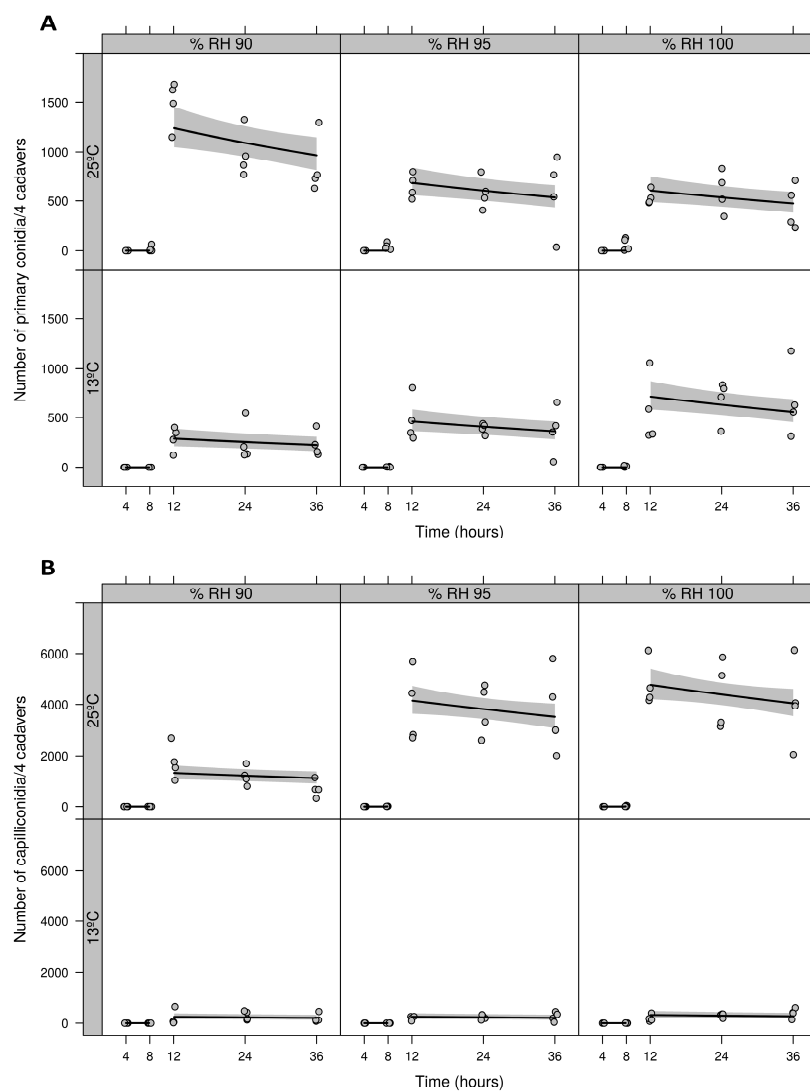 A
% RH 90 % RH 95 % RH 100
Number of primary conidia/4 cadavers
25ºC
1500
1000
500
0
13ºC
1500
1000
500
0
4 8 12 24 36 4 8 12 24 36 4 8 12 24 36
Time (hours)
B
% RH 90 % RH 95 % RH 100
Number of capilliconidia/4 cadavers
25ºC
6000
4000
2000
0
13ºC
6000
4000
2000
0
4 8 12 24 36 4 8 12 24 36 4 8 12 24 36
Time (hours)